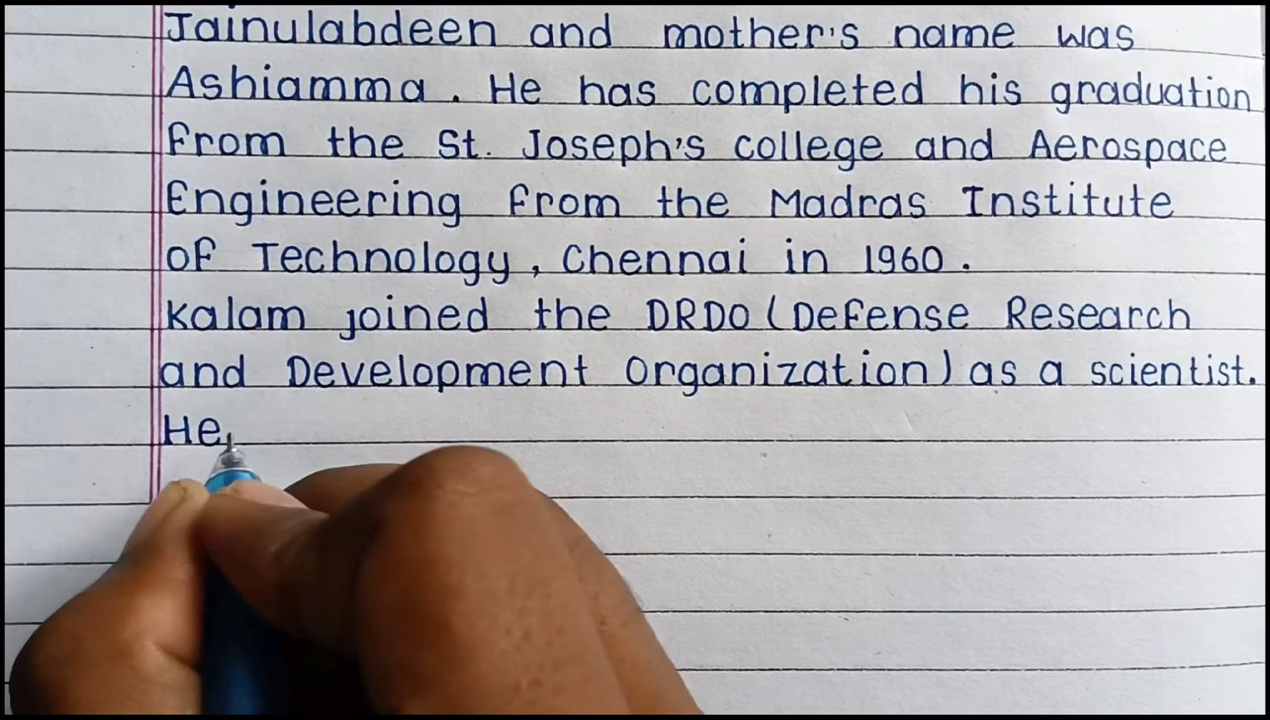 Jainulabdeen and mother's name was
Ashiamma. He has completed his graduation
from the St. Joseph's college and Aerospace
Engineering from the Madras Institute
of Technology, Chennai in 1960.
Kalam joined the DRDO (Defense Research
and Development Organization) as a scientist.
He